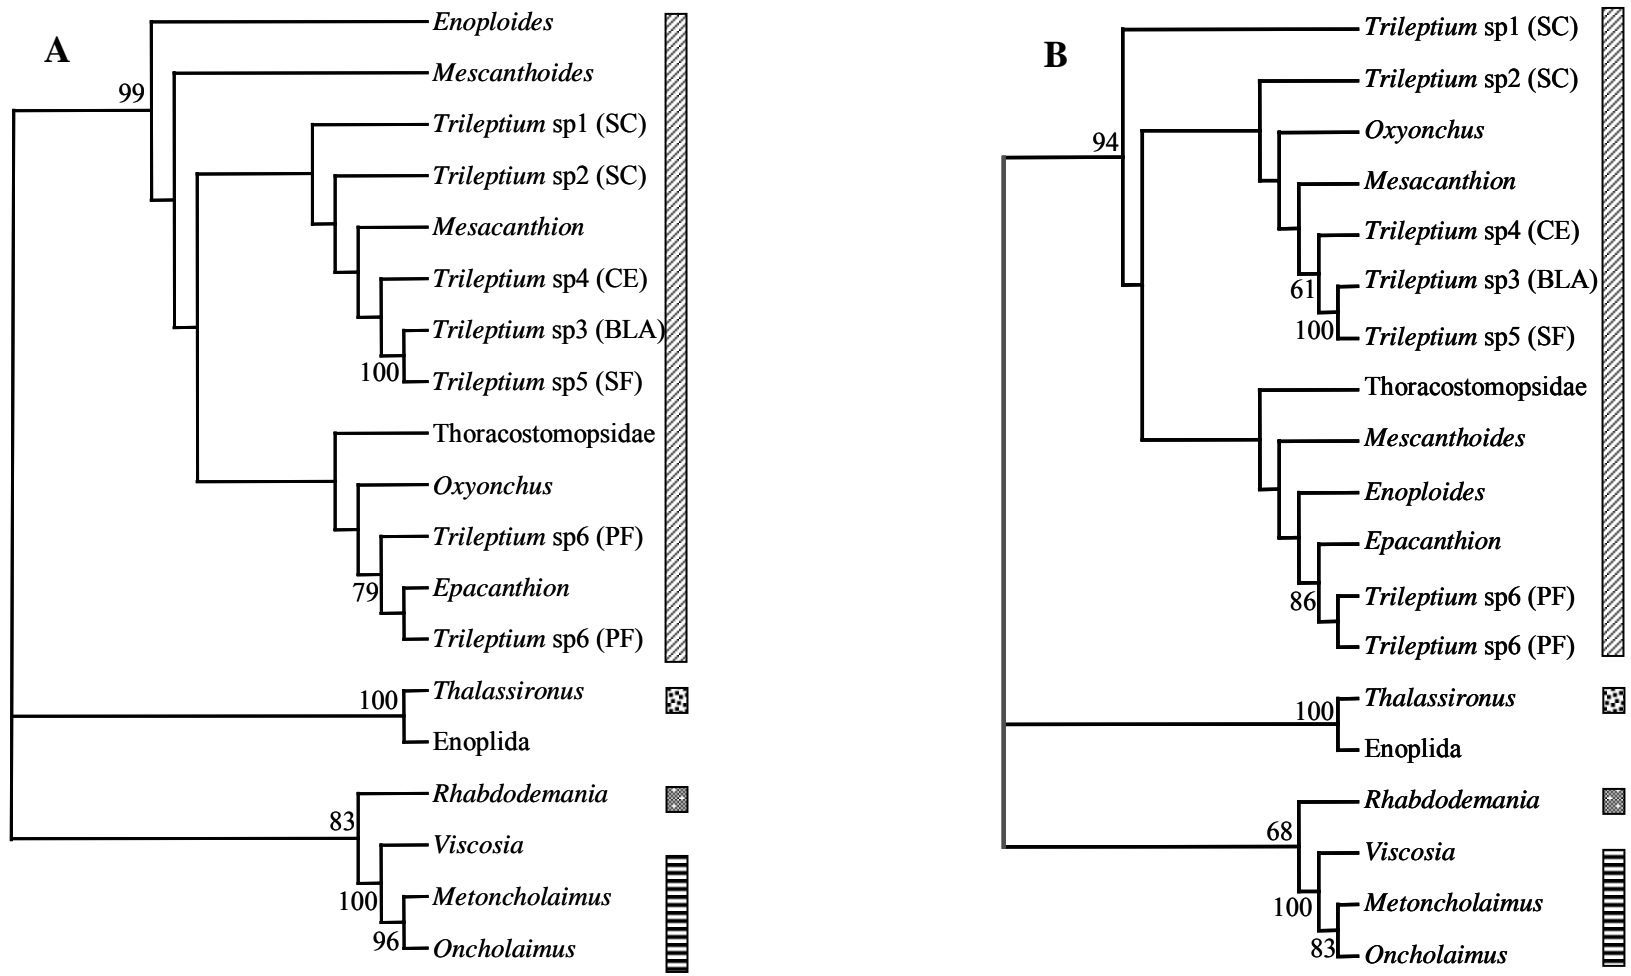 A
99
Enoploides
Mescanthoides
Trileptium sp1 (SC)
Trileptium sp2 (SC)
Mesacanthion
Trileptium sp4 (CE)
Trileptium sp3 (BLA)
100
Trileptium sp5 (SF)
Thoracostomopsidae
Oxyonchus
Trileptium sp6 (PF)
79
Epacanthion
Trileptium sp6 (PF)
100
Thalassironus
Enoplida
Rhabdodemania
83
Viscosia
100
Metoncholaimus
96
Oncholaimus
B
94
Trileptium sp1 (SC)
Trileptium sp2 (SC)
Oxyonchus
Mesacanthion
Trileptium sp4 (CE)
61
Trileptium sp3 (BLA)
100
Trileptium sp5 (SF)
Thoracostomopsidae
Mescanthoides
Enoploides
Epacanthion
86
Trileptium sp6 (PF)
Trileptium sp6 (PF)
100
Thalassironus
Enoplida
Rhabdodemania
68
Viscosia
100
Metoncholaimus
83
Oncholaimus